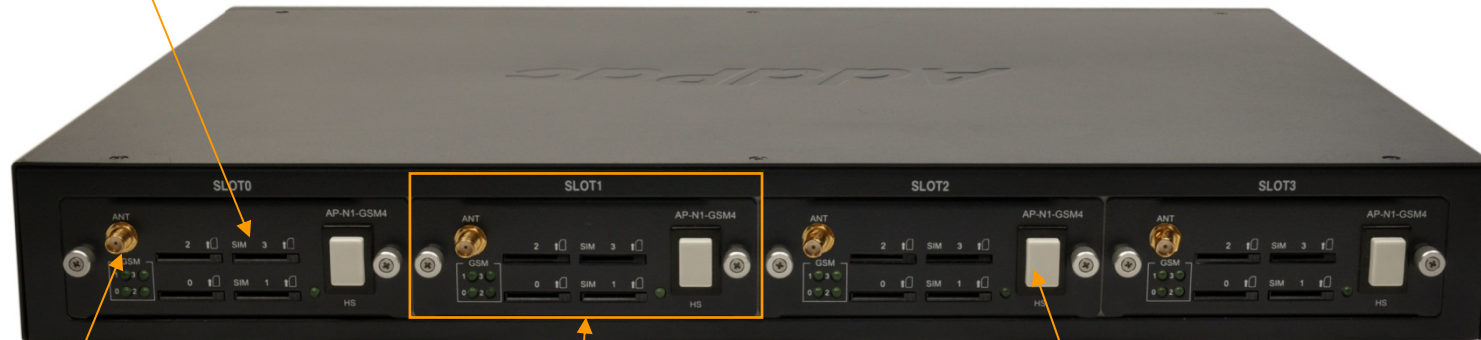 AddPac
SLOT0 SLOT1 SLOT2 SLOT3
ANT AP-N1-GSM4 ANT AP-N1-GSM4 ANT AP-N1-GSM4 ANT AP-N1-GSM4
2 SIM 3 2 SIM 3 2 SIM 3 2 SIM 3
GSM GSM GSM GSM
1 3 1 3 1 3 1 3
0 2 0 SIM 1 0 2 0 SIM 1 0 2 0 SIM 1 0 2 0 SIM 1
HS HS HS HS